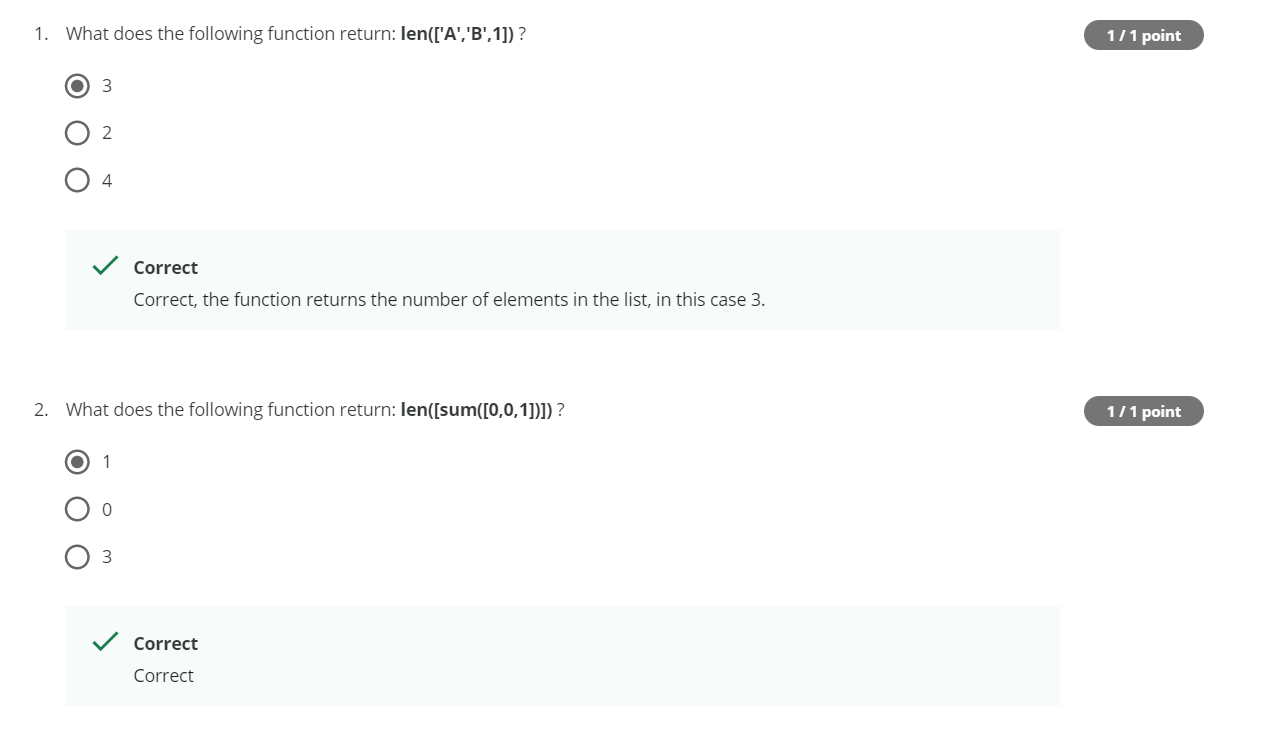 1. What does the following function return: len(['A','B',1]) ?
1 / 1 point
3
2
4
Correct
Correct, the function returns the number of elements in the list, in this case 3.
2. What does the following function return: len([sum([0,0,1])]) ?
1 / 1 point
1
0
3
Correct
Correct